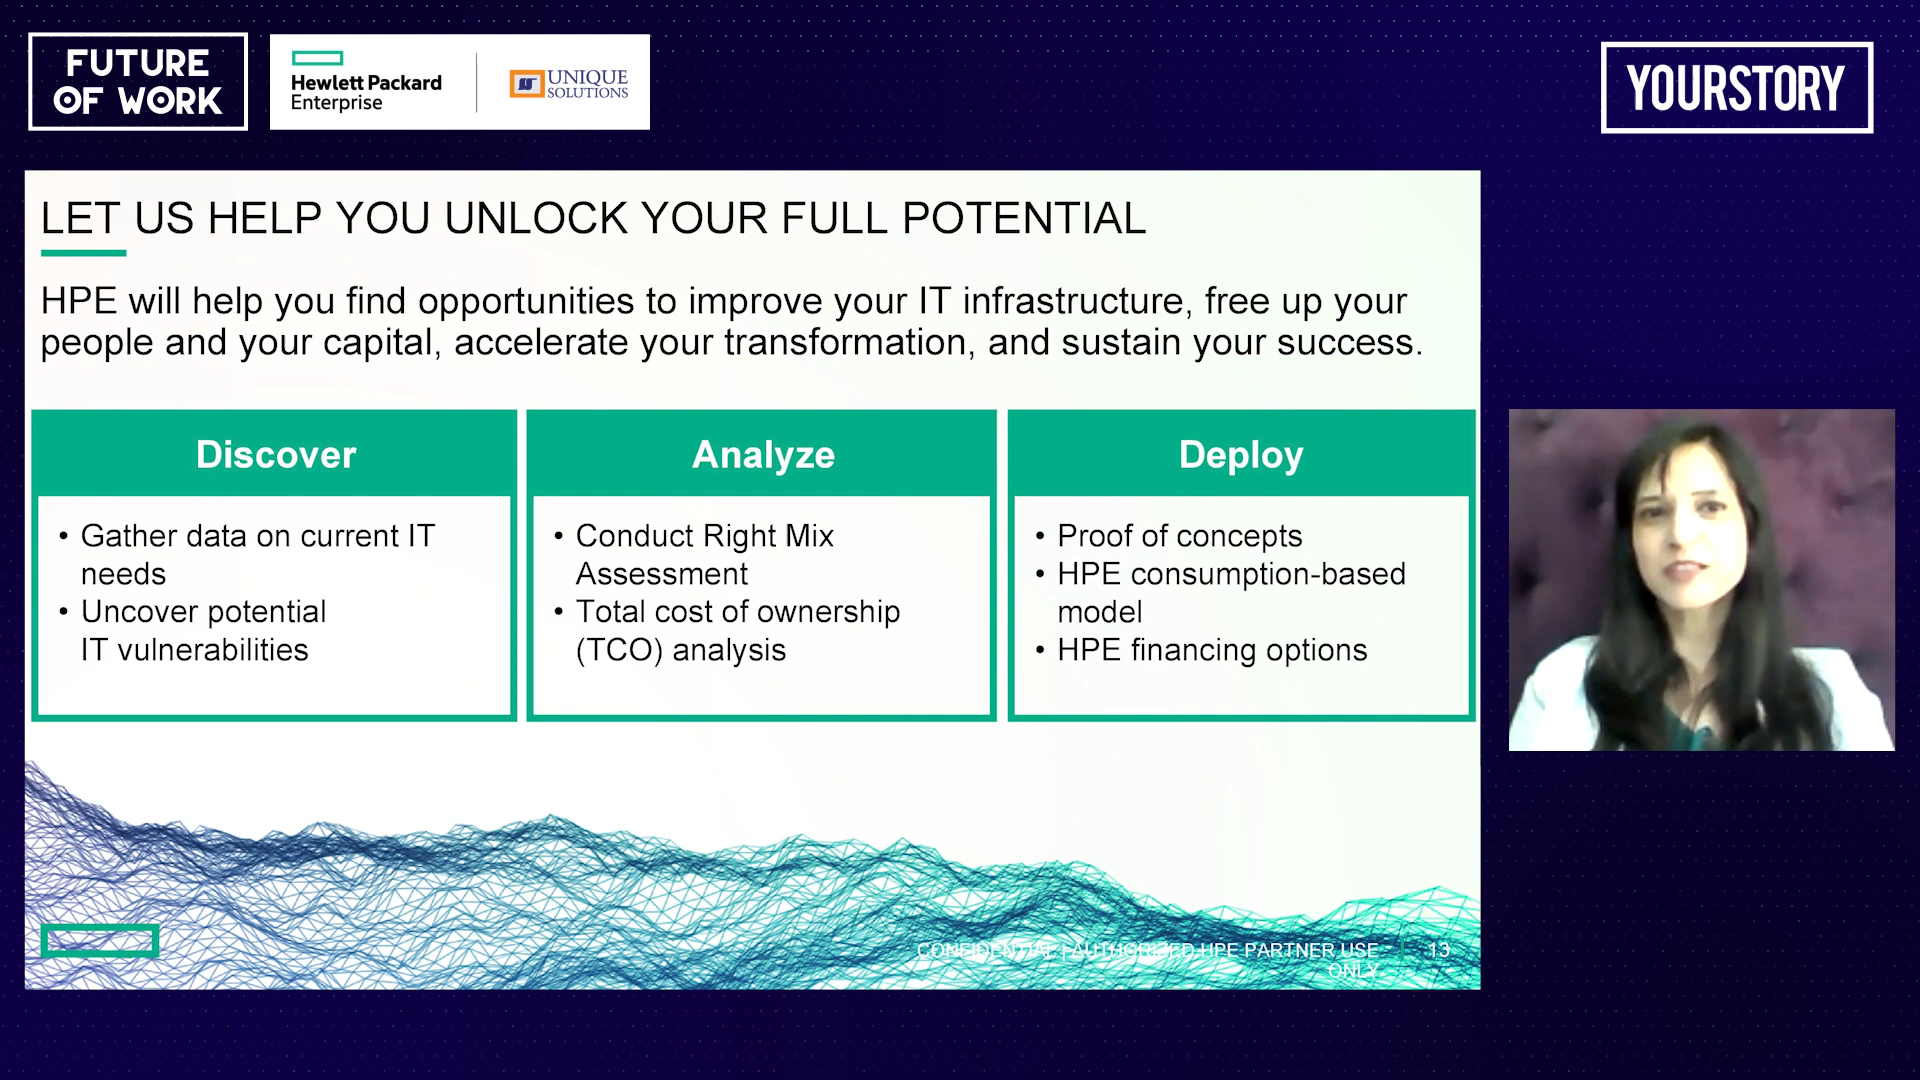 FUTURE
OF WORK
Hewlett Packard
Enterprise
UNIQUE
SOLUTIONS
YOURSTORY
LET US HELP YOU UNLOCK YOUR FULL POTENTIAL
HPE will help you find opportunities to improve your IT infrastructure, free up your
people and your capital, accelerate your transformation, and sustain your success.
Discover
• Gather data on current IT
needs
• Uncover potential
IT vulnerabilities
Analyze
• Conduct Right Mix
Assessment
• Total cost of ownership
(TCO) analysis
Deploy
• Proof of concepts
• HPE consumption-based
model
• HPE financing options
CONFIDENTIAL | AUTHORIZED HPE PARTNER USE
ONLY
13